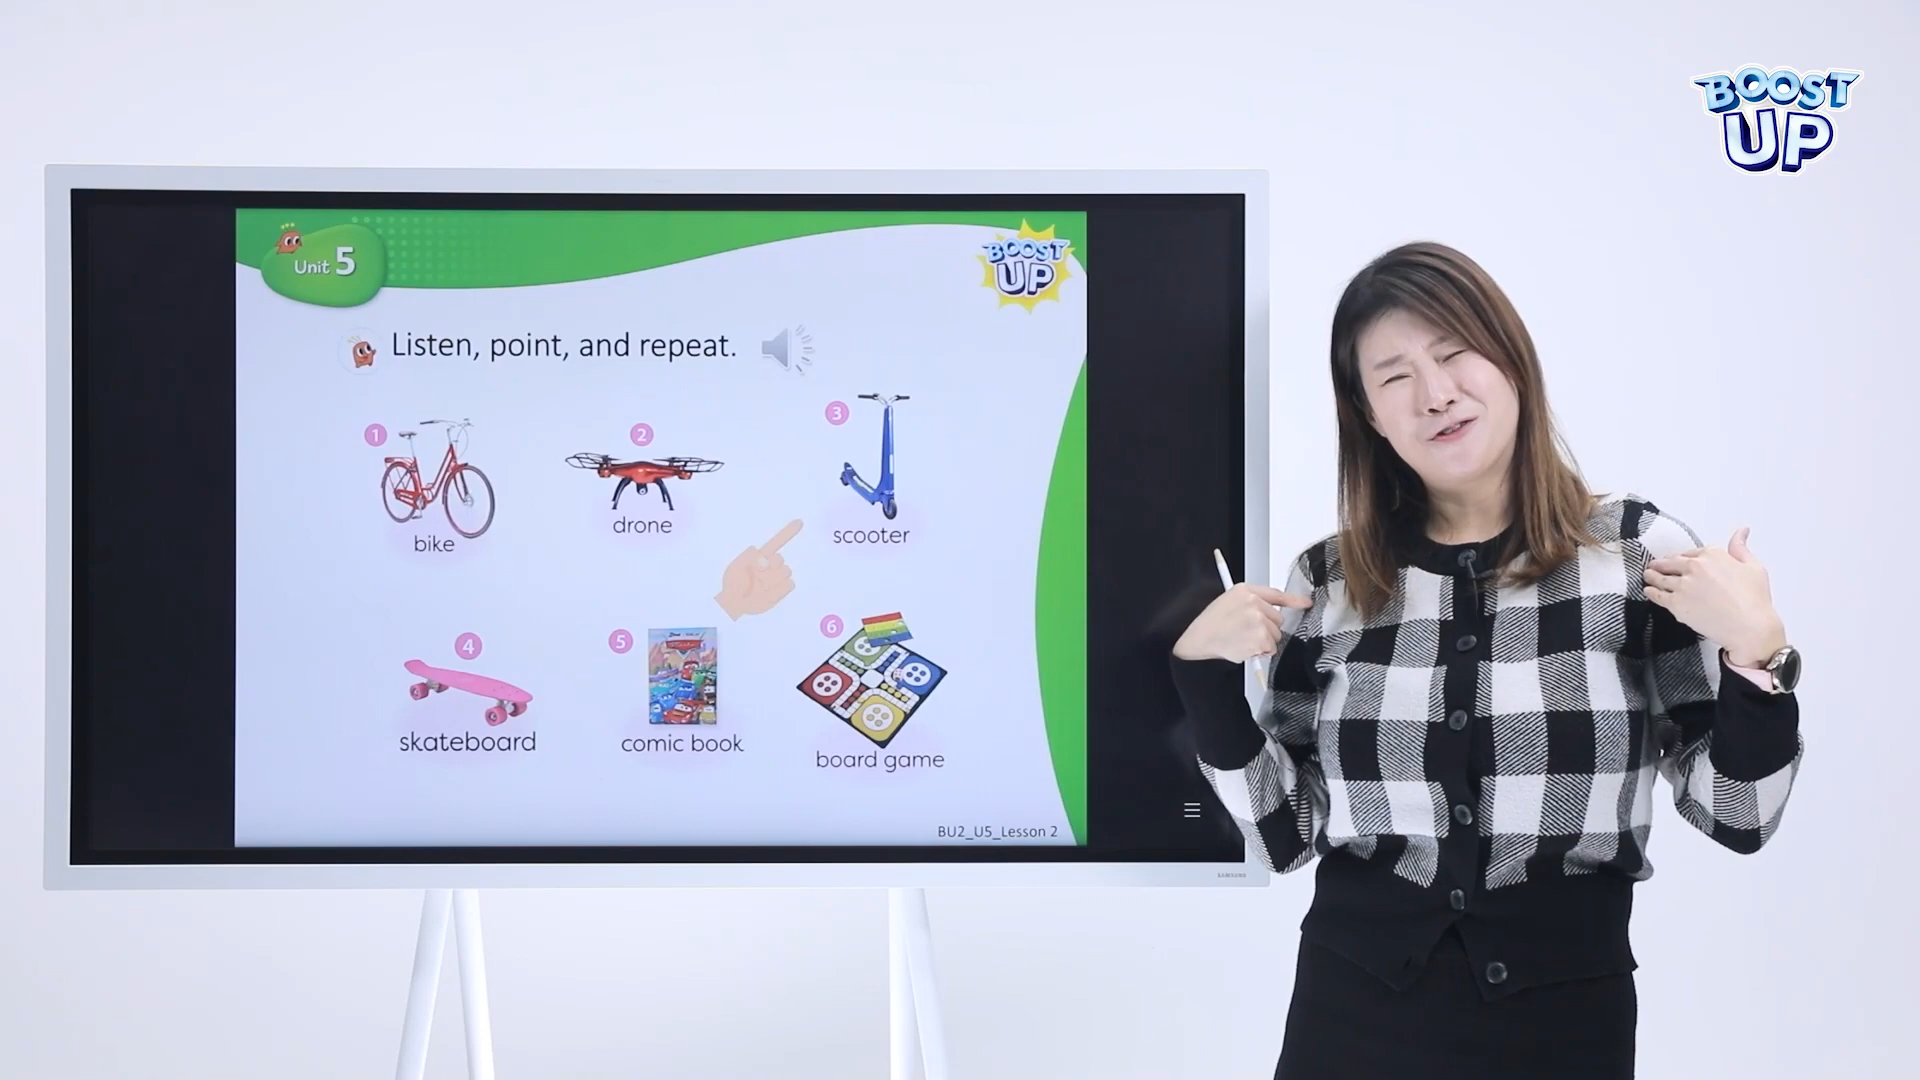 BOOST
UP
Unit 5
BOOST
UP
Listen, point, and repeat.
1
2
3
bike
drone
scooter
4
5
6
skateboard
comic book
board game
BU2_U5_Lesson 2
SAMSUNG